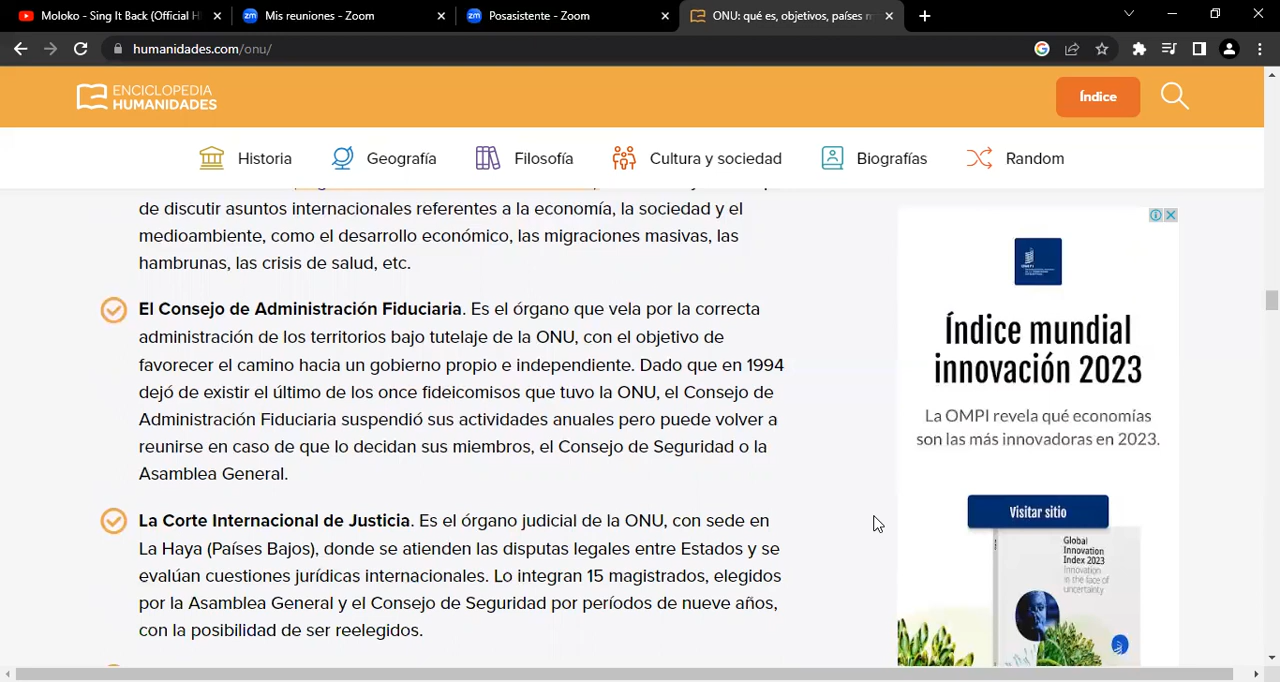 Moloko - Sing It Back (Official H
Mis reuniones - Zoom
Posasistente - Zoom
ONU: qué es, objetivos, países m
humanidades.com/onu/
ENCICLOPEDIA
HUMANIDADES
Índice
Historia
Geografía
Filosofía
Cultura y sociedad
Biografías
Random
de discutir asuntos internacionales referentes a la economía, la sociedad y el
medioambiente, como el desarrollo económico, las migraciones masivas, las
hambrunas, las crisis de salud, etc.
El Consejo de Administración Fiduciaria. Es el órgano que vela por la correcta
administración de los territorios bajo tutelaje de la ONU, con el objetivo de
favorecer el camino hacia un gobierno propio e independiente. Dado que en 1994
dejó de existir el último de los once fideicomisos que tuvo la ONU, el Consejo de
Administración Fiduciaria suspendió sus actividades anuales pero puede volver a
reunirse en caso de que lo decidan sus miembros, el Consejo de Seguridad o la
Asamblea General.
La Corte Internacional de Justicia. Es el órgano judicial de la ONU, con sede en
La Haya (Países Bajos), donde se atienden las disputas legales entre Estados y se
evalúan cuestiones jurídicas internacionales. Lo integran 15 magistrados, elegidos
por la Asamblea General y el Consejo de Seguridad por períodos de nueve años,
con la posibilidad de ser reelegidos.
OMPI
Índice mundial
innovación 2023
La OMPI revela qué economías
son las más innovadoras en 2023.
Visitar sitio
Global
Innovation
Index 2023
Innovation
in the face of
uncertainty